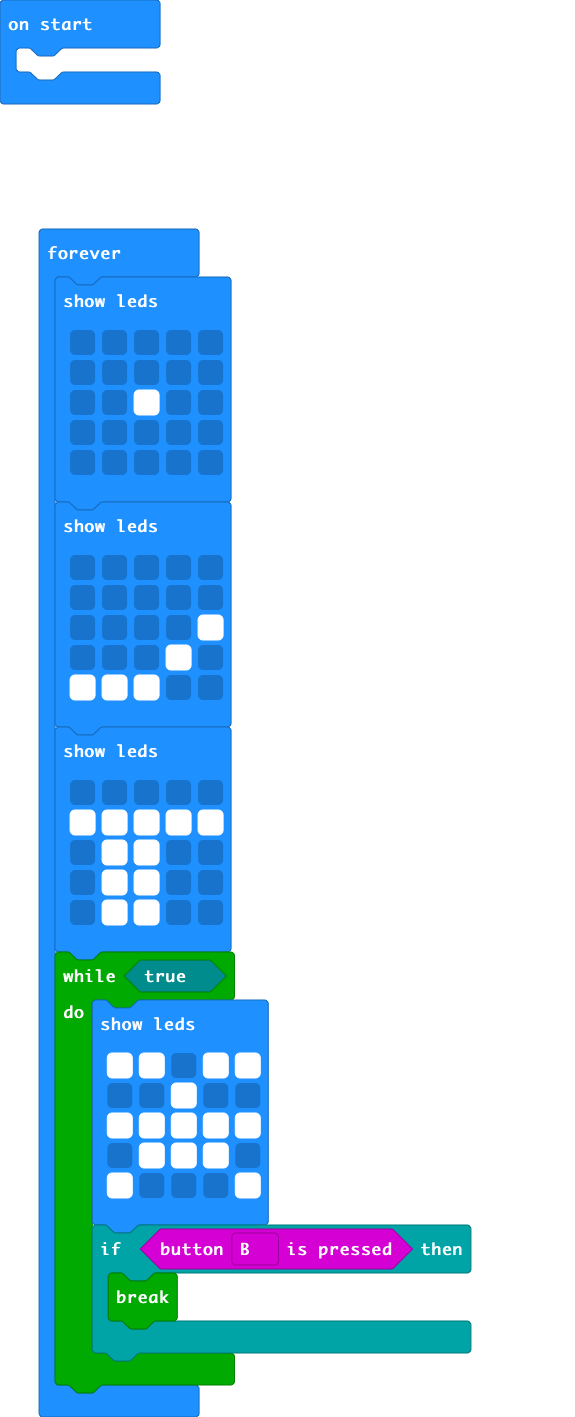 on start
forever
show leds
show leds
show leds
while true
do
show leds
if button B is pressed then
break